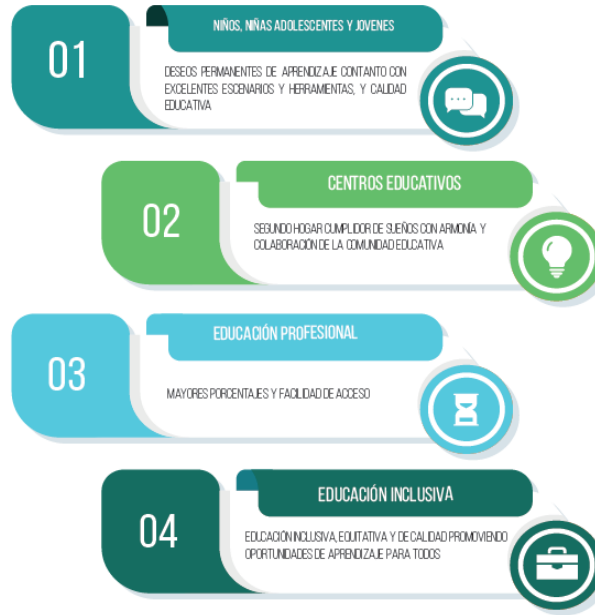 01
NIÑOS, NIÑAS ADOLESCENTES Y JOVENES
DESEOS PERMANENTES DE APRENDIZAJE CONTANTO CON
EXCELENTES ESCENARIOS Y HERRAMIENTAS, Y CALIDAD
EDUCATIVA
02
CENTROS EDUCATIVOS
SEGUNDO HOGAR CUMPLIDOR DE SUEÑOS CON ARMONÍA Y
COLABORACIÓN DE LA COMUNIDAD EDUCATIVA
03
EDUCACIÓN PROFESIONAL
MAYORES PORCENTAJES Y FACILIDAD DE ACCESO
04
EDUCACIÓN INCLUSIVA
EDUCACIÓN INCLUSIVA, EQUITATIVA Y DE CALIDAD PROMOVIENDO
OPORTUNIDADES DE APRENDIZAJE PARA TODOS